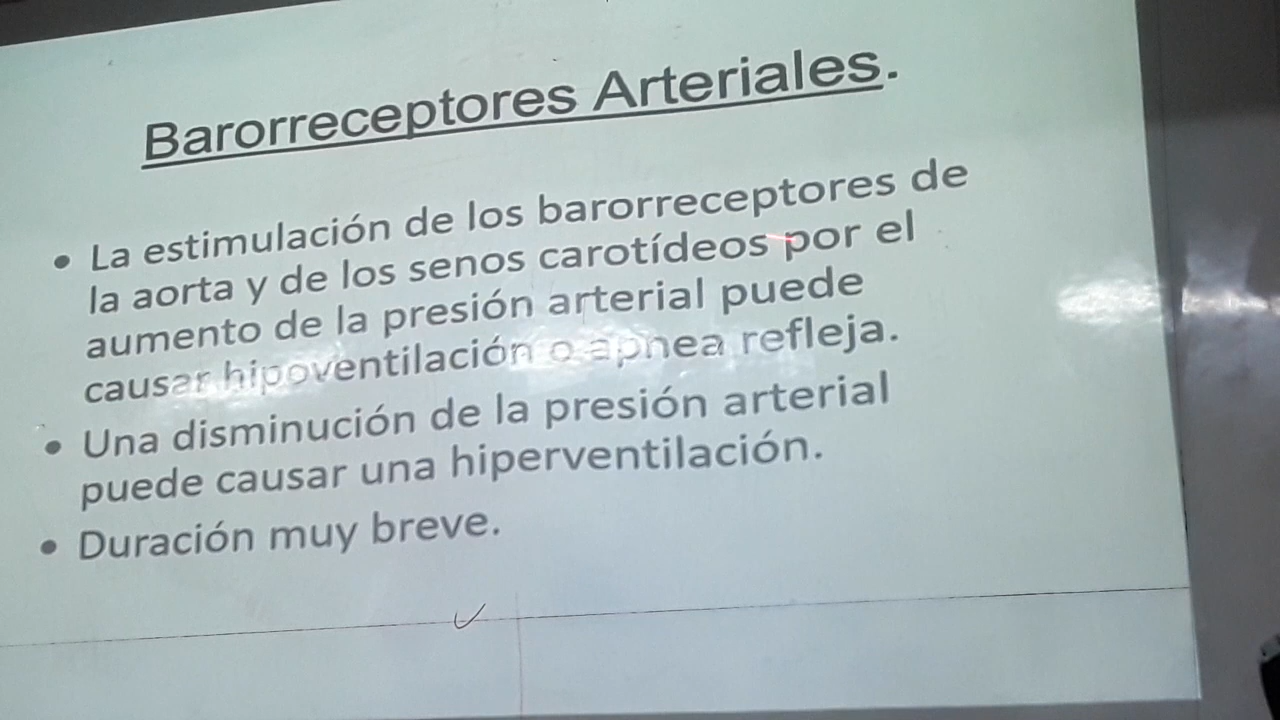 Barorreceptores Arteriales.
• La estimulación de los barorreceptores de
la aorta y de los senos carotídeos por el
aumento de la presión arterial puede
causar hipoventilación o apnea refleja.
• Una disminución de la presión arterial
puede causar una hiperventilación.
• Duración muy breve.